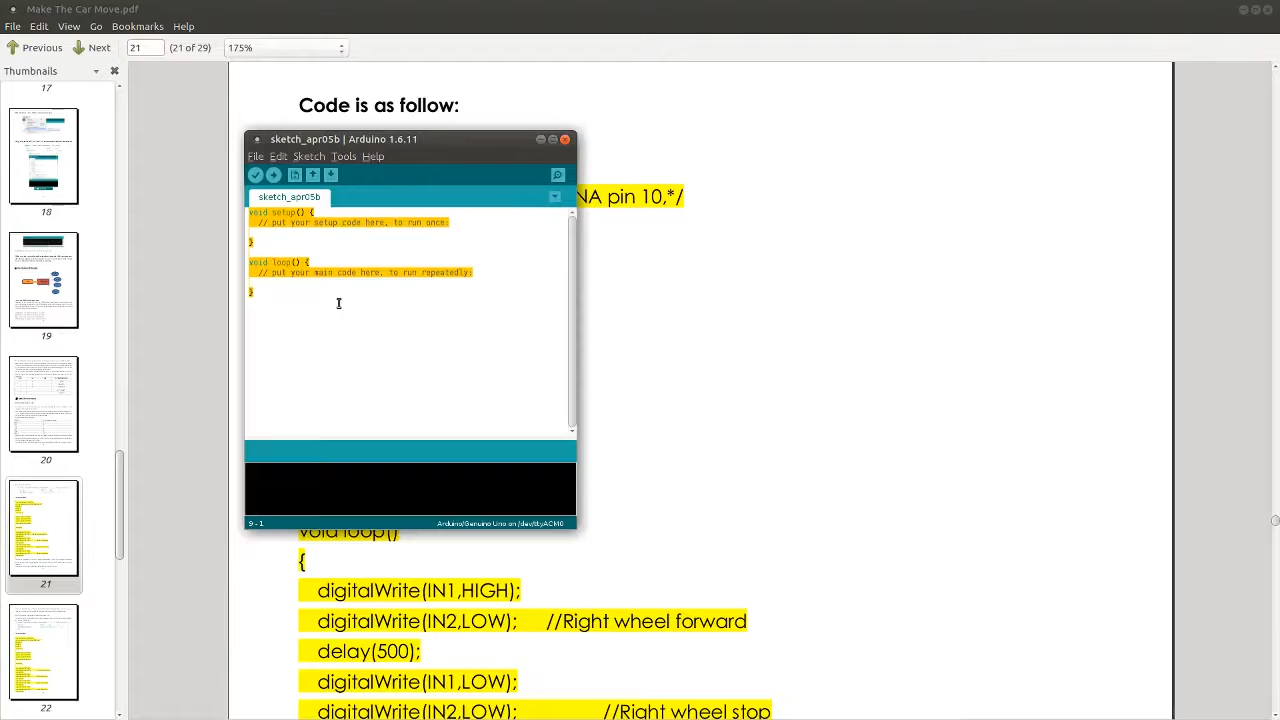 Make The Car Move.pdf
File Edit View Go Bookmarks Help
Previous Next 21 (21 of 29) 175%
Thumbnails
17
18
19
20
21
22
Code is as follow:
NA pin 10,*/
sketch_apr05b | Arduino 1.6.11
File Edit Sketch Tools Help
sketch_apr05b
void setup() {
// put your setup code here, to run once:
}
void loop() {
// put your main code here, to run repeatedly:
}
9 - 1 Arduino/Genuino Uno on /dev/ttyACM0
void loop()
{
digitalWrite(IN1,HIGH);
digitalWrite(IN2,LOW); //Right wheel forward
delay(500);
digitalWrite(IN1,LOW);
digitalWrite(IN2,LOW); //Right wheel stop